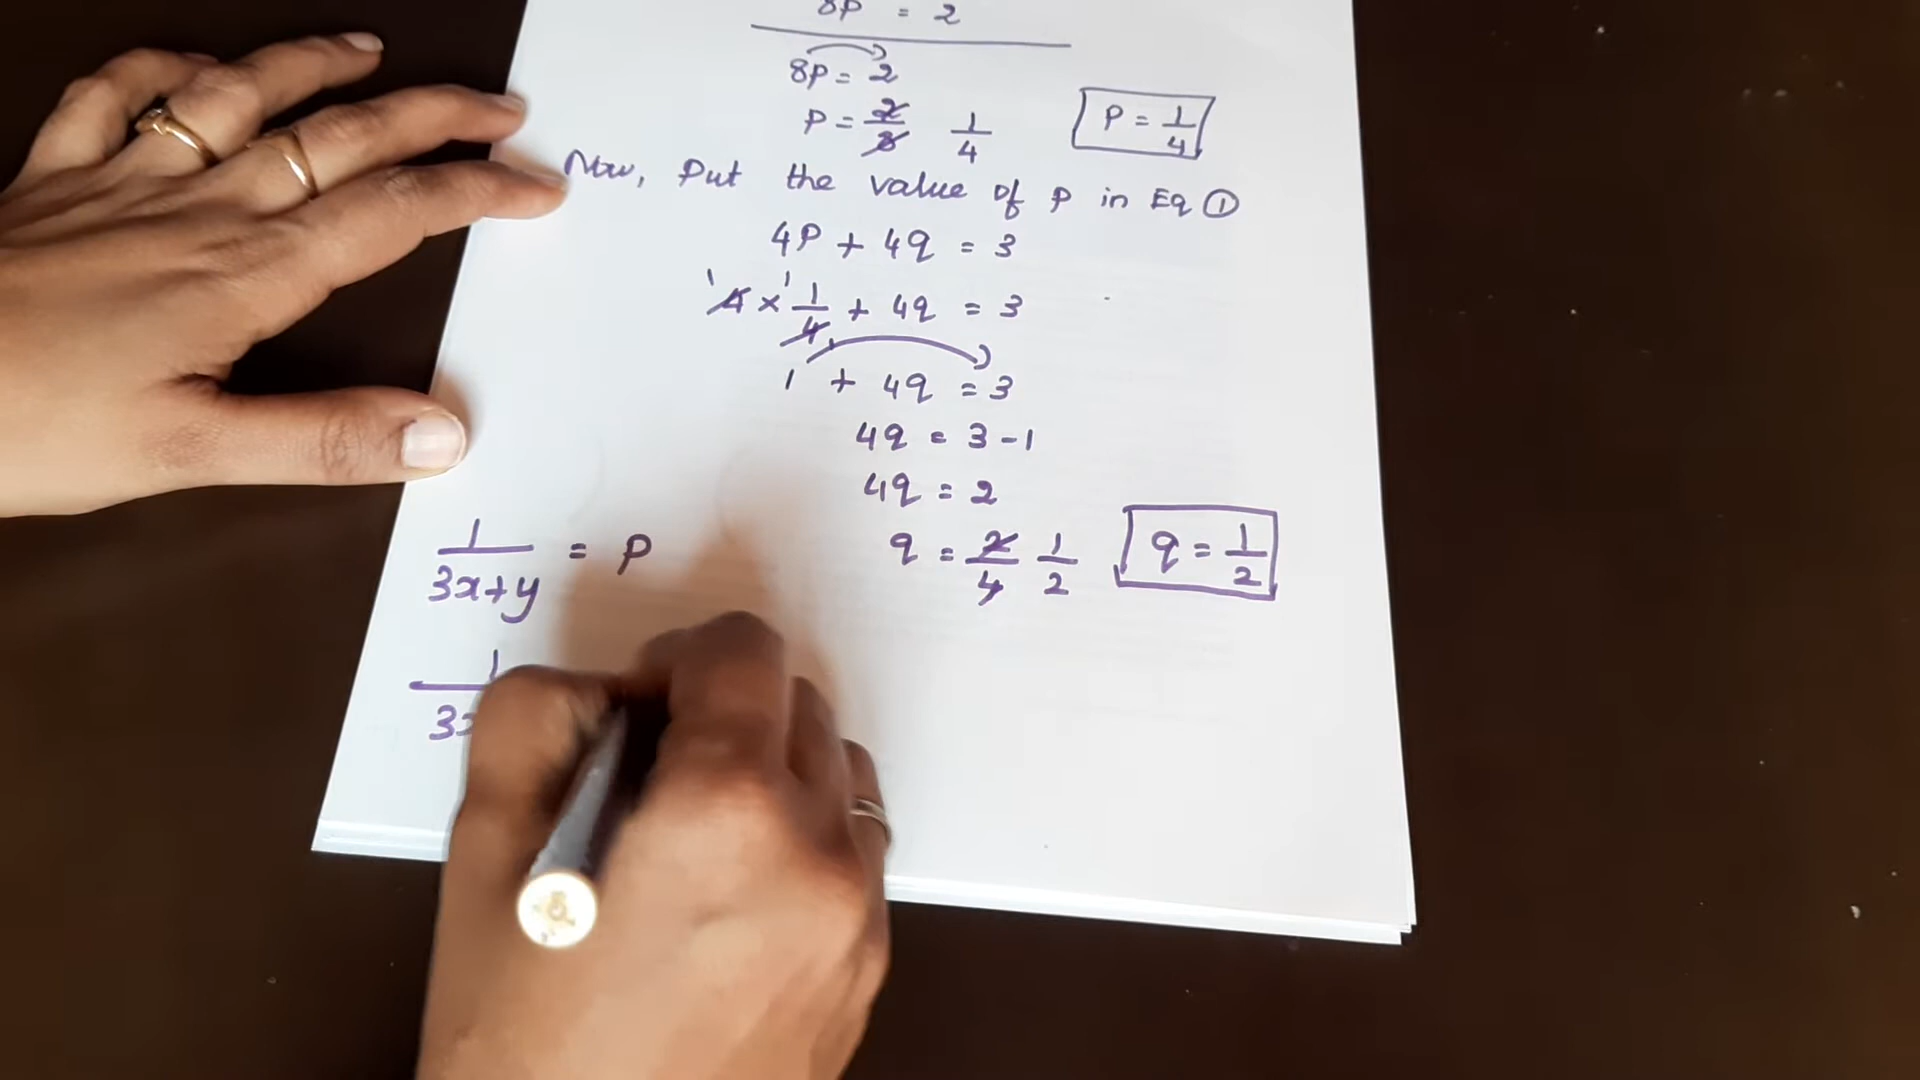 8P = 2
8P = 2
P = 2/8 1/4 P = 1/4
Now, Put the value of P in Eq ①
4P + 4q = 3
4 × 1/4 + 4q = 3
1 + 4q = 3
4q = 3 - 1
4q = 2
q = 2/4 1/2 q = 1/2
1/3x+y = P
1/3x